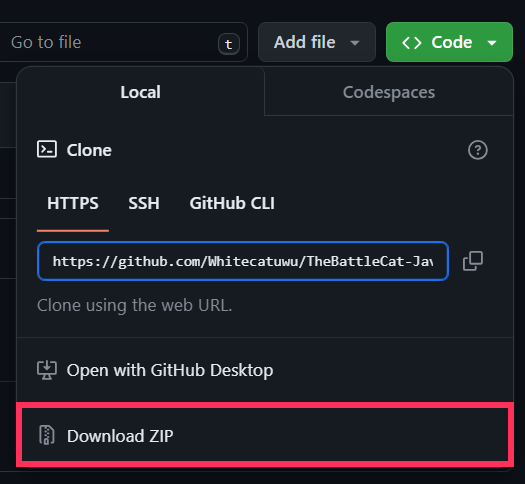 Go to file t Add file <> Code
Local Codespaces
Clone
HTTPS SSH GitHub CLI
https://github.com/Whitecatuwu/TheBattleCat-Jav
Clone using the web URL.
Open with GitHub Desktop
Download ZIP